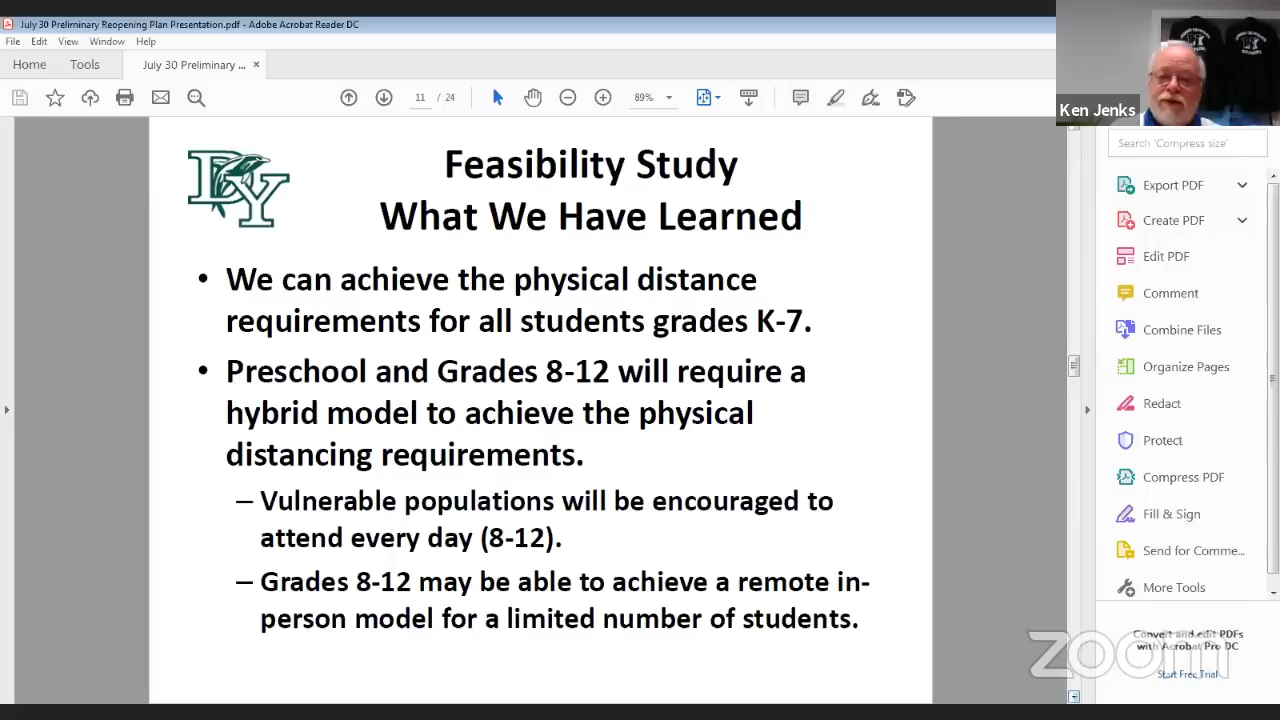 July 30 Preliminary Reopening Plan Presentation.pdf - Adobe Acrobat Reader DC
File Edit View Window Help
Home Tools July 30 Preliminary ... ×
11 / 24 89%
Ken Jenks
DY
Feasibility Study
What We Have Learned
• We can achieve the physical distance
requirements for all students grades K-7.
• Preschool and Grades 8-12 will require a
hybrid model to achieve the physical
distancing requirements.
– Vulnerable populations will be encouraged to
attend every day (8-12).
– Grades 8-12 may be able to achieve a remote in-
person model for a limited number of students.
Search 'Compress size'
Export PDF
Create PDF
Edit PDF
Comment
Combine Files
Organize Pages
Redact
Protect
Compress PDF
Fill & Sign
Send for Comme...
More Tools
Convert and edit PDFs
with Acrobat Pro DC
Start Free Trial
zoom